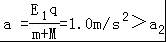 a = E₁q/(m+M) =1.0m/s²>a₂